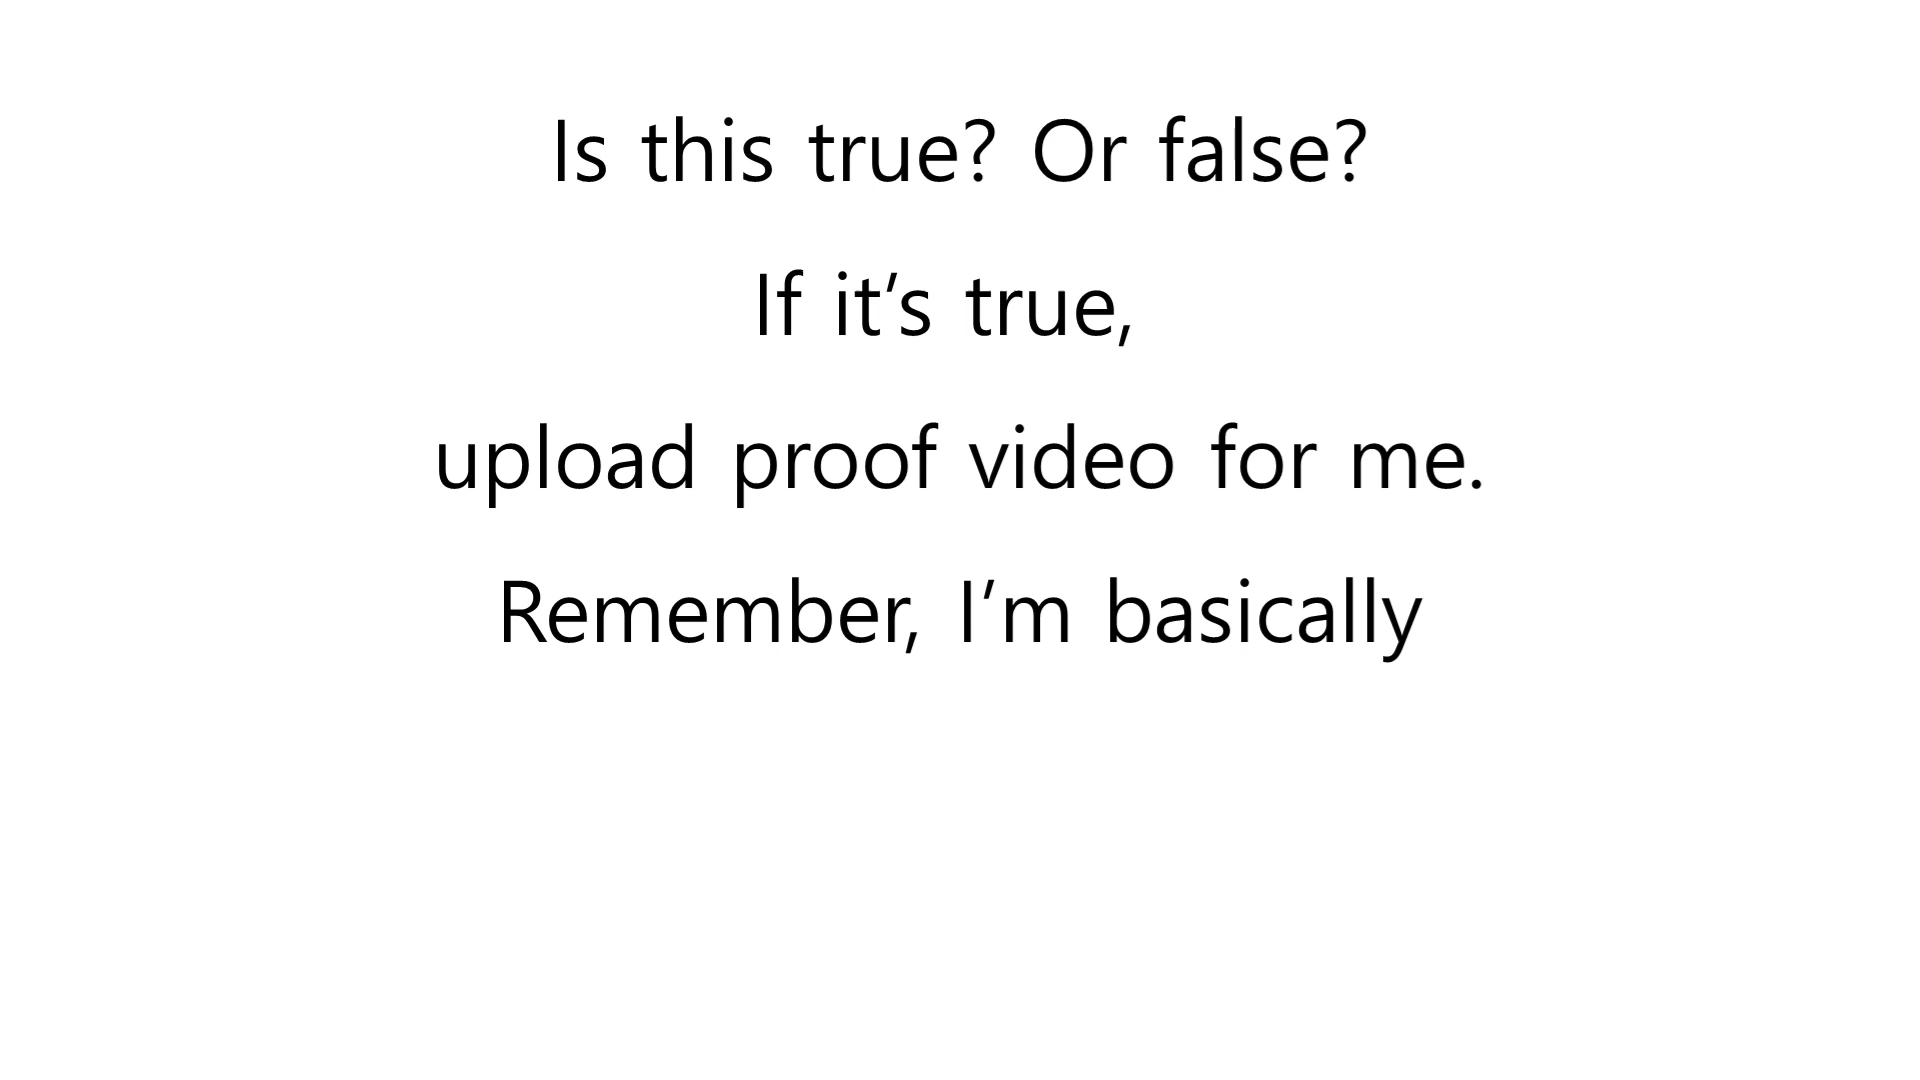 Is this true? Or false?
If it’s true,
upload proof video for me.
Remember, I’m basically